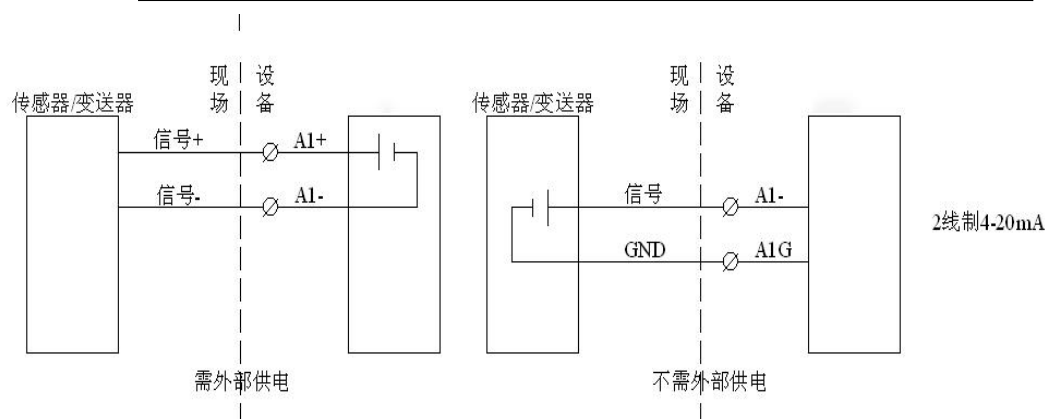 现 设
场 备
传感器/变送器
信号+ A1+
信号- A1-
需外部供电
现 设
场 备
传感器/变送器
信号 A1-
GND A1G
不需外部供电
2线制4-20mA